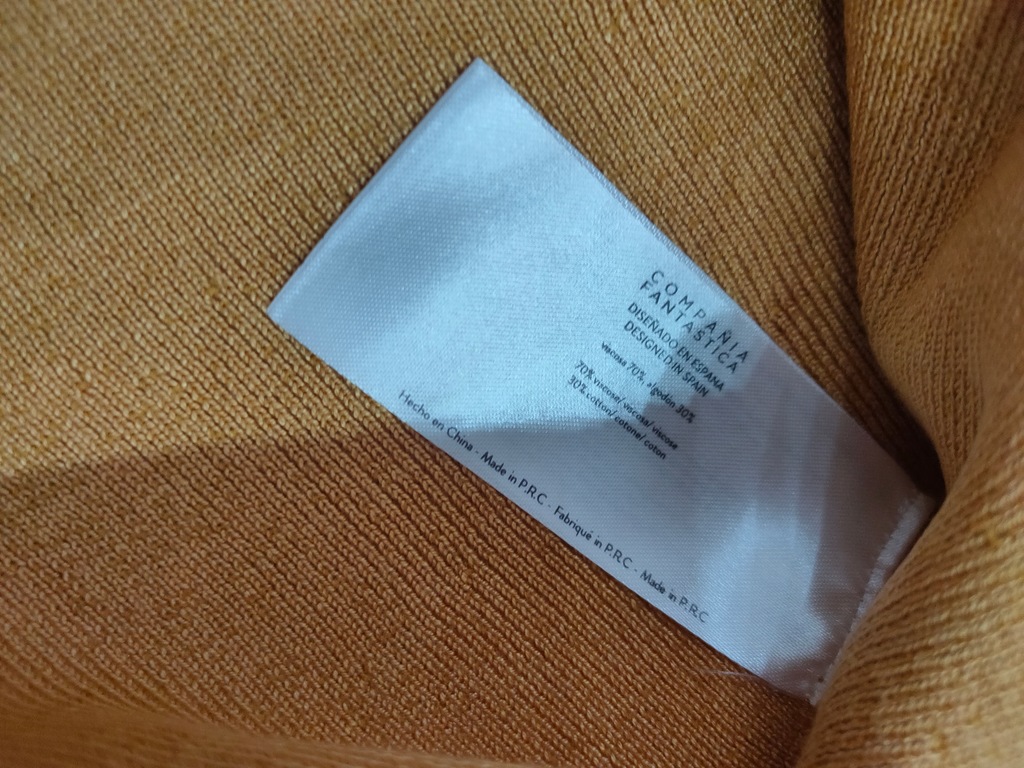 COMPAÑIA
FANTASTICA
DISEÑADO EN ESPAÑA
DESIGNED IN SPAIN
viscosa 70%, algodón 30%
70% viscose/ viscosa/ viscose
30% cotton/ cotone/ coton
Hecho en China - Made in P.R.C - Fabriqué in P.R.C - Made in P.R.C